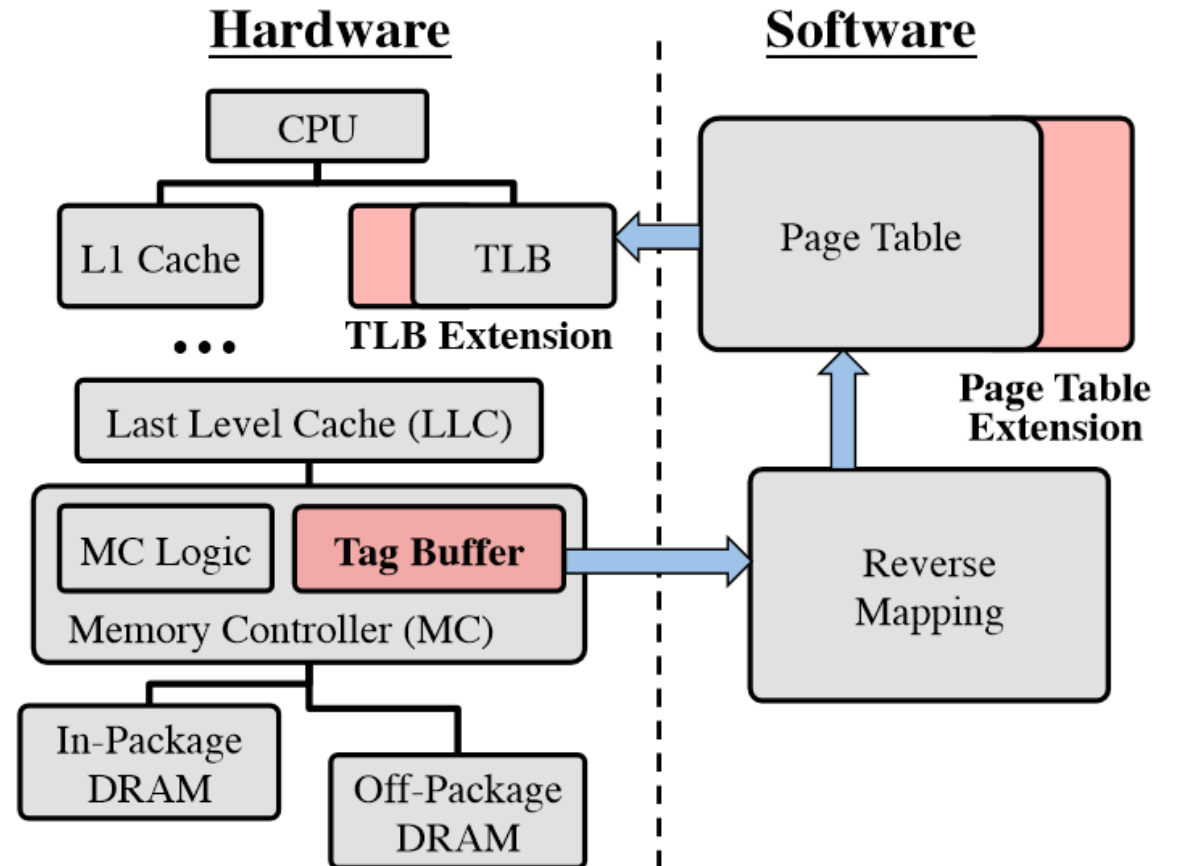 Hardware
Software
CPU
L1 Cache
TLB
TLB Extension
Page Table
Page Table
Extension
...
Last Level Cache (LLC)
MC Logic
Tag Buffer
Memory Controller (MC)
Reverse
Mapping
In-Package
DRAM
Off-Package
DRAM